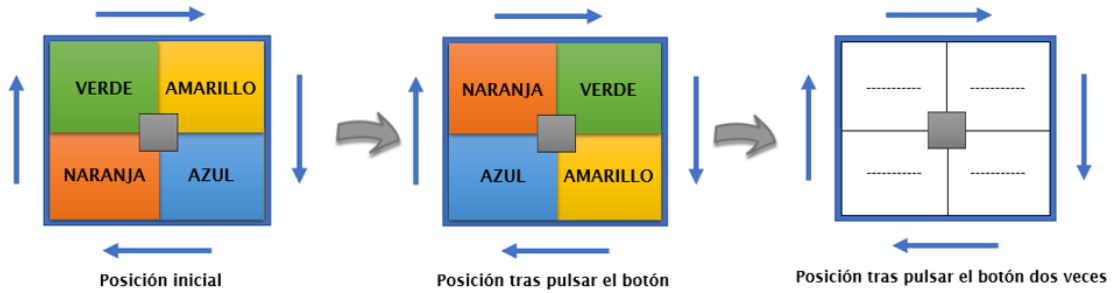 VERDE AMARILLO
NARANJA AZUL
Posición inicial
NARANJA VERDE
AZUL AMARILLO
Posición tras pulsar el botón
----------- -----------
----------- -----------
Posición tras pulsar el botón dos veces